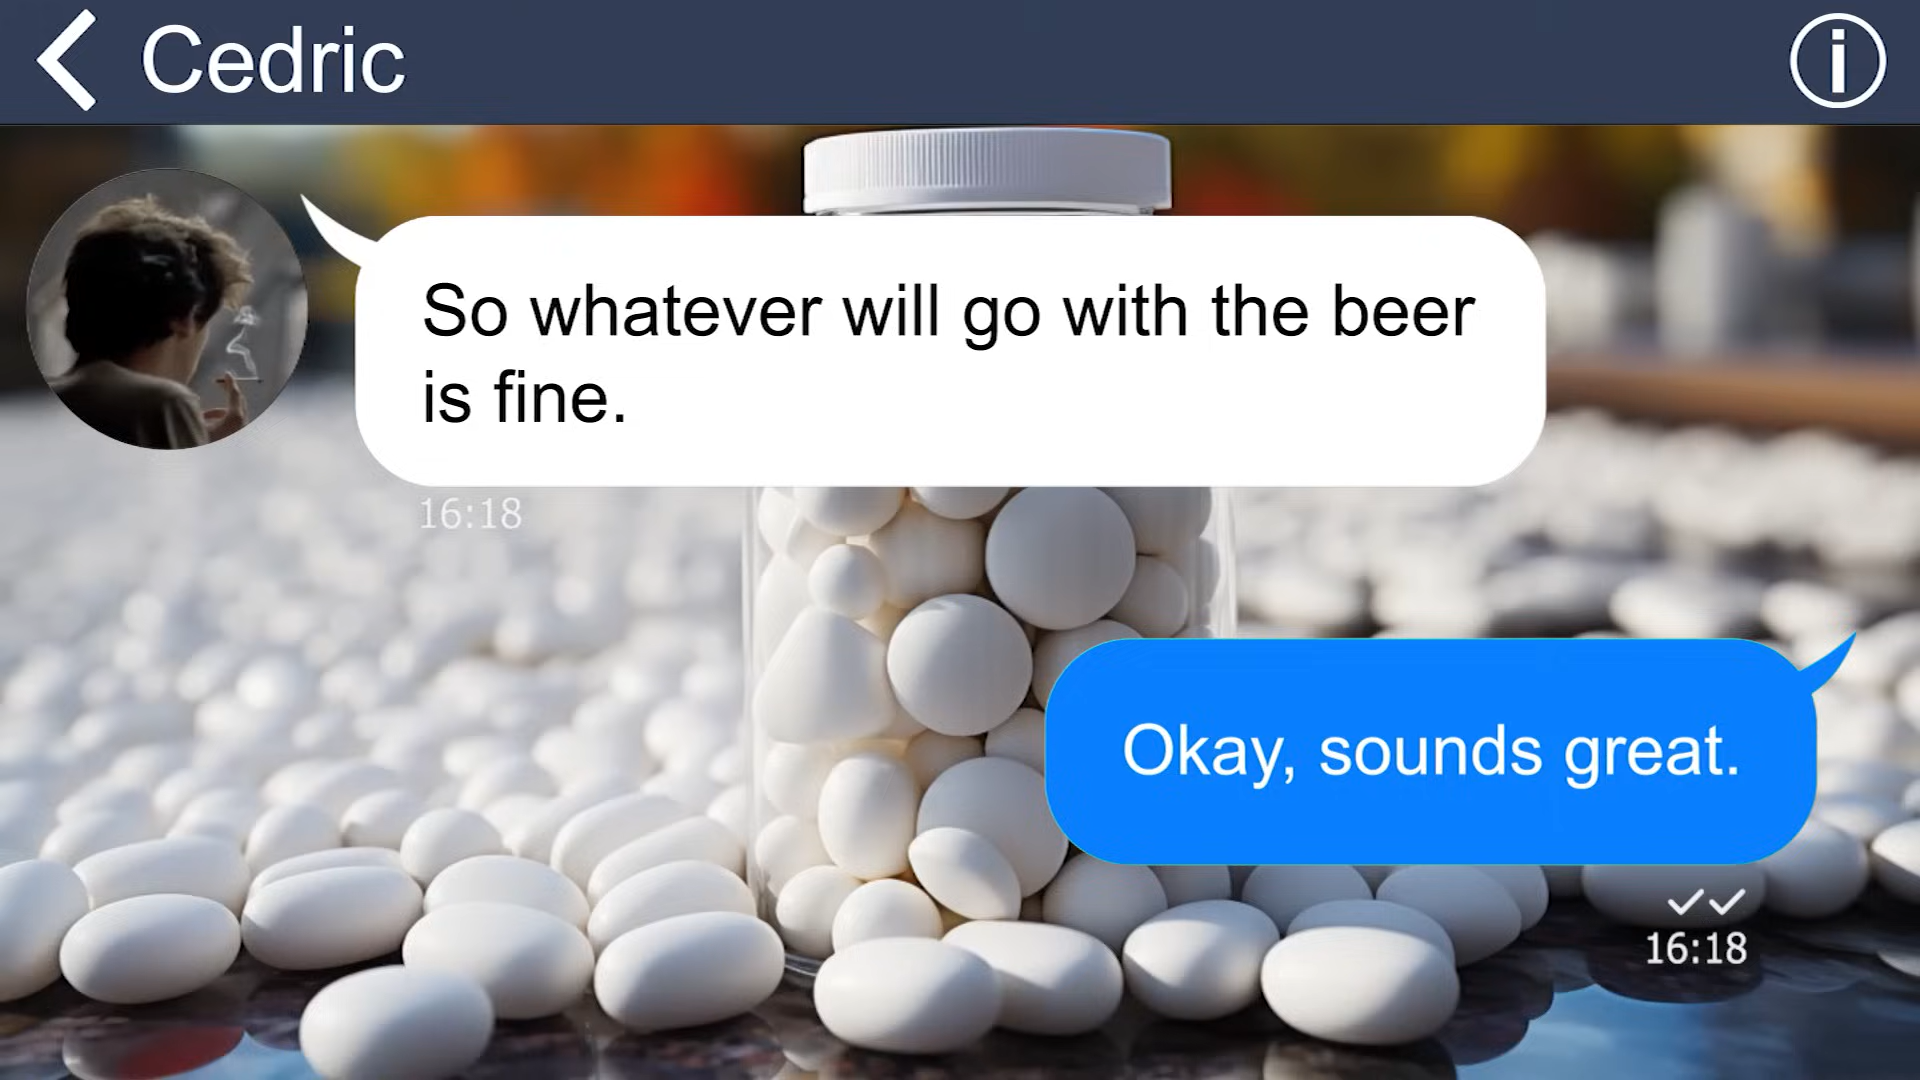 Cedric
So whatever will go with the beer
is fine.
16:18
Okay, sounds great.
16:18